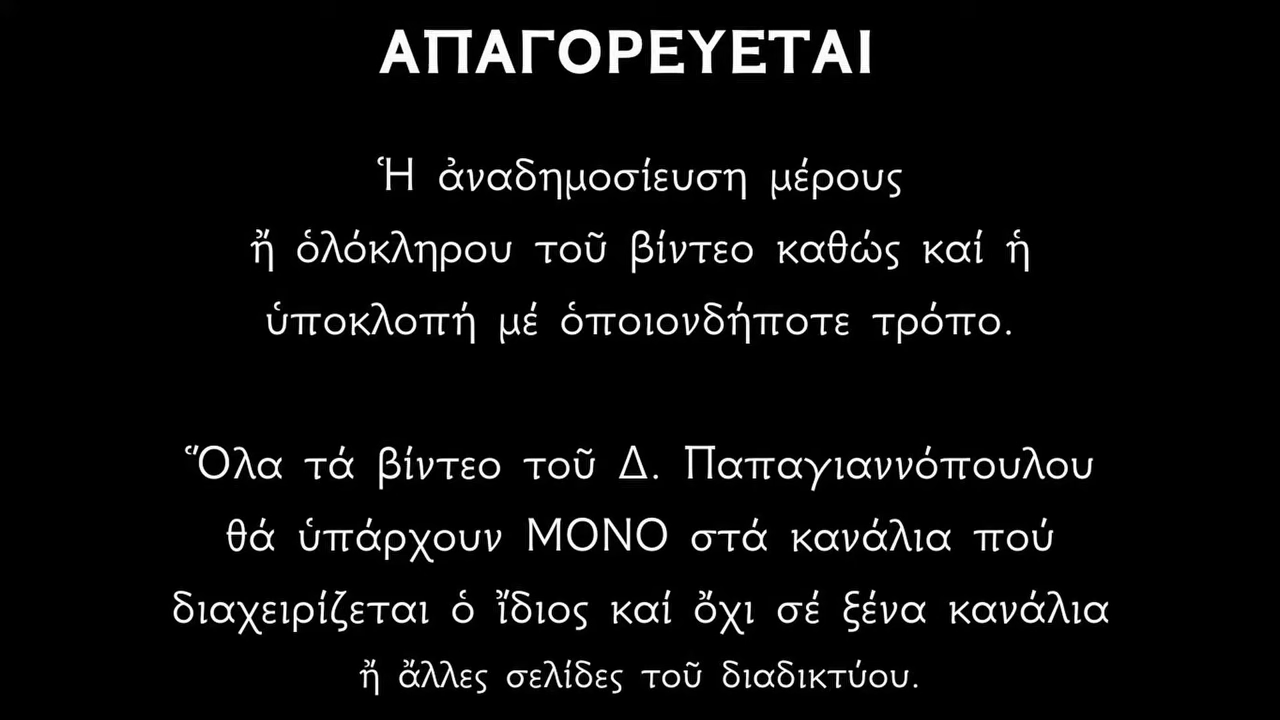 ΑΠΑΓΟΡΕΥΕΤΑΙ
Ἡ ἀναδημοσίευση μέρους
ἤ ὁλόκληρου τοῦ βίντεο καθώς καί ἡ
ὑποκλοπή μέ ὁποιονδήποτε τρόπο.
Ὅλα τά βίντεο τοῦ Δ. Παπαγιαννόπουλου
θά ὑπάρχουν ΜΟΝΟ στά κανάλια πού
διαχειρίζεται ὁ ἴδιος καί ὄχι σέ ξένα κανάλια
ἤ ἄλλες σελίδες τοῦ διαδικτύου.